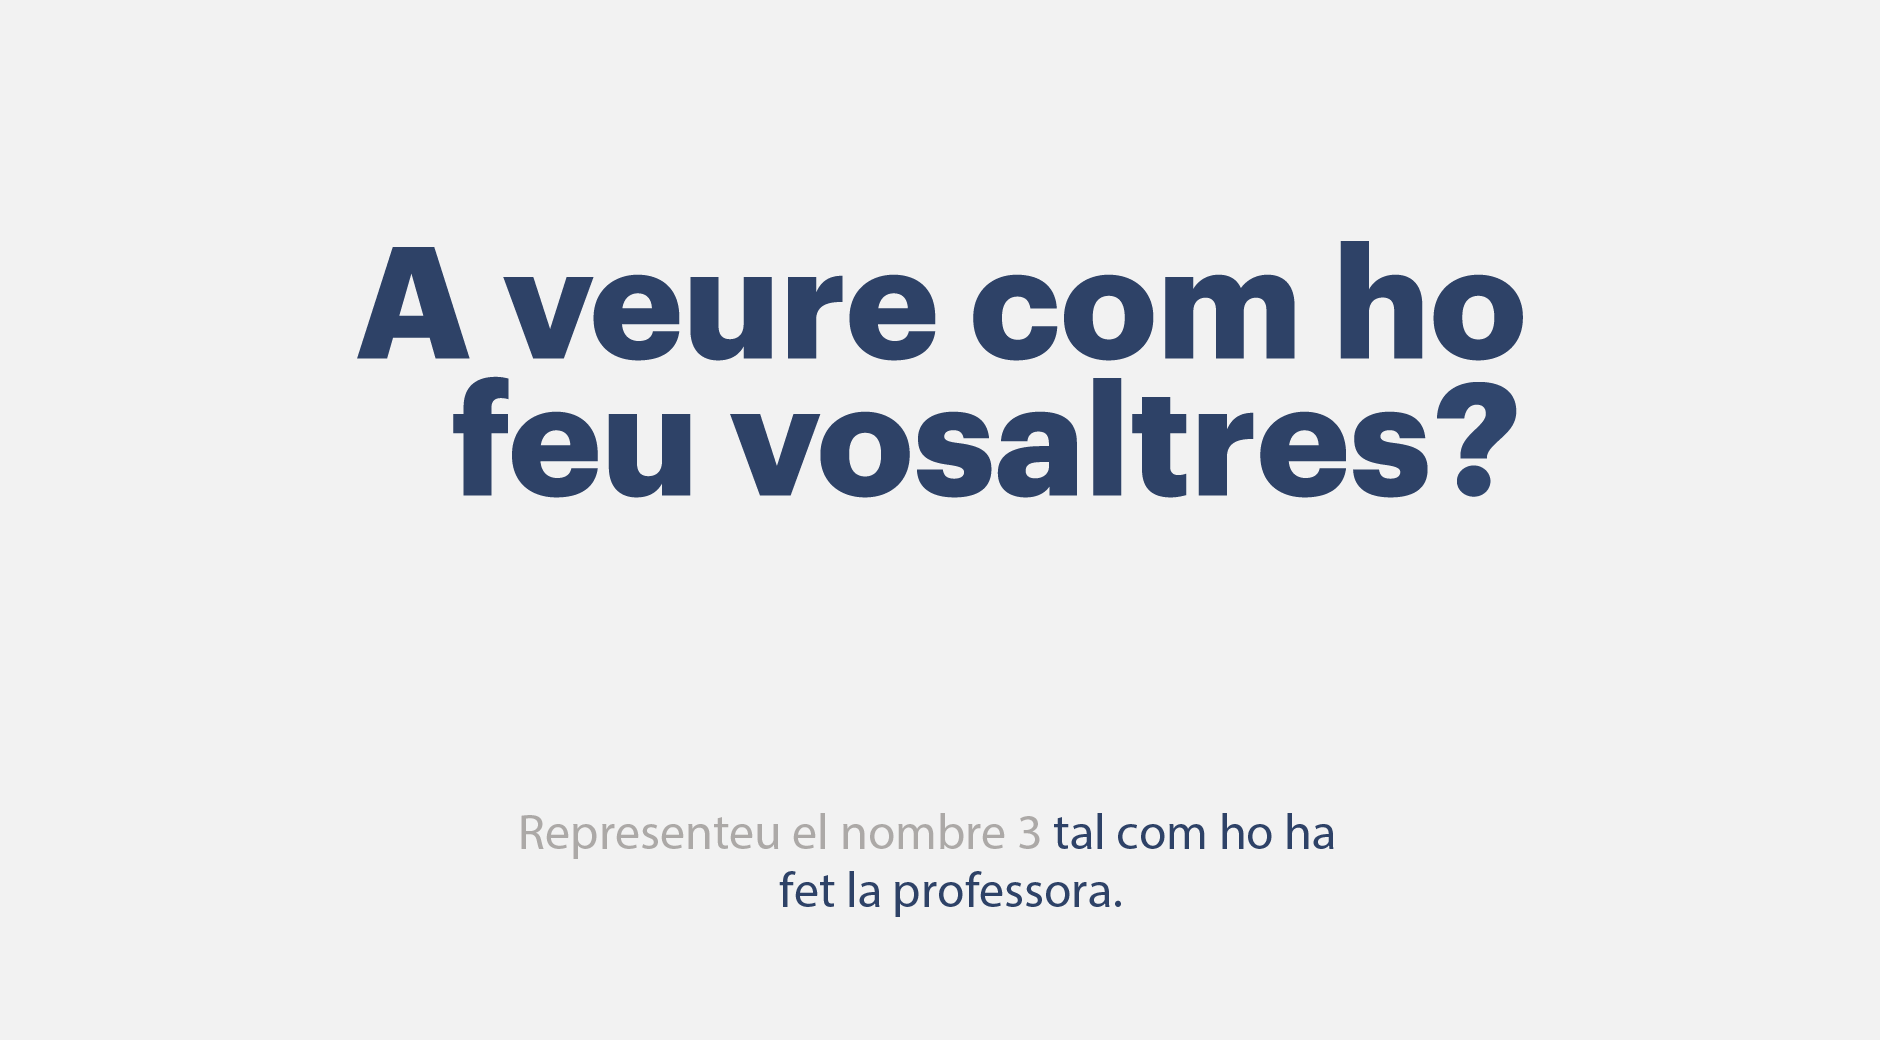 A veure com ho
feu vosaltres?
Representeu el nombre 3 tal com ho ha
fet la professora.